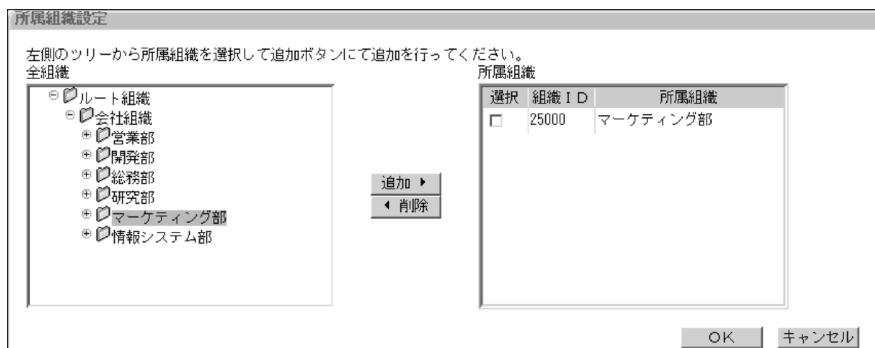 所属組織設定
左側のツリーから所属組織を選択して追加ボタンにて追加を行ってください。
全組織
ルート組織
会社組織
営業部
開発部
総務部
研究部
マーケティング部
情報システム部
追加
削除
所属組織
選択 組織ID 所属組織
25000 マーケティング部
OK キャンセル